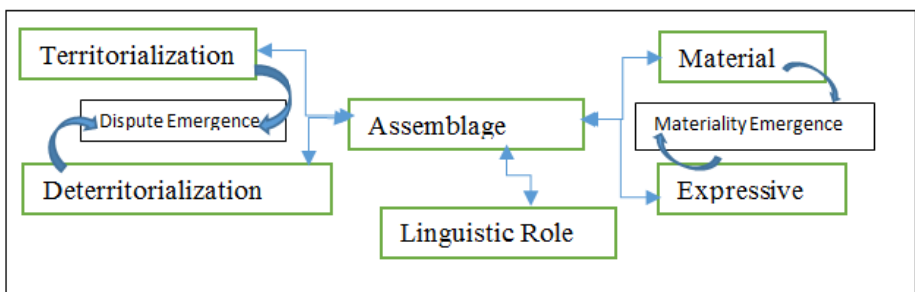 Territorialization
Material
Dispute Emergence
Assemblage
Materiality Emergence
Deterritorialization
Expressive
Linguistic Role